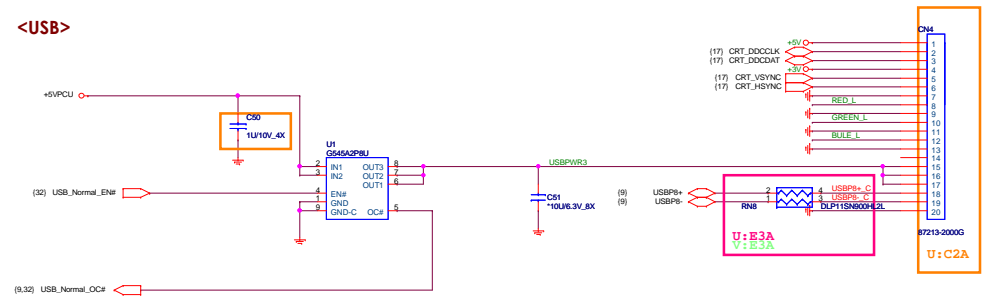 <USB>
CN4
+5V
1
{17} CRT_DDCCLK
2
{17} CRT_DDCDAT
3
+3V
4
{17} CRT_VSYNC
5
{17} CRT_HSYNC
6
7
RED_L
8
9
GREEN_L
10
11
BULE_L
12
13
14
15
16
17
18
19
20
87213-2000G
U:C2A
+5VPCU
C50
1U/10V_4X
U1
G545A2P8U
2 IN1 OUT3 8
3 IN2 OUT2 7
OUT1 6
4 EN#
1 GND
9 GND-C OC# 5
USBPWR3
C51
*10U/6.3V_8X
{32} USB_Normal_EN#
{9} USBP8+
{9} USBP8-
2 4 USBP8+_C
1 3 USBP8-_C
RN8 DLP11SN900HL2L
U:E3A
V:E3A
{9,32} USB_Normal_OC#